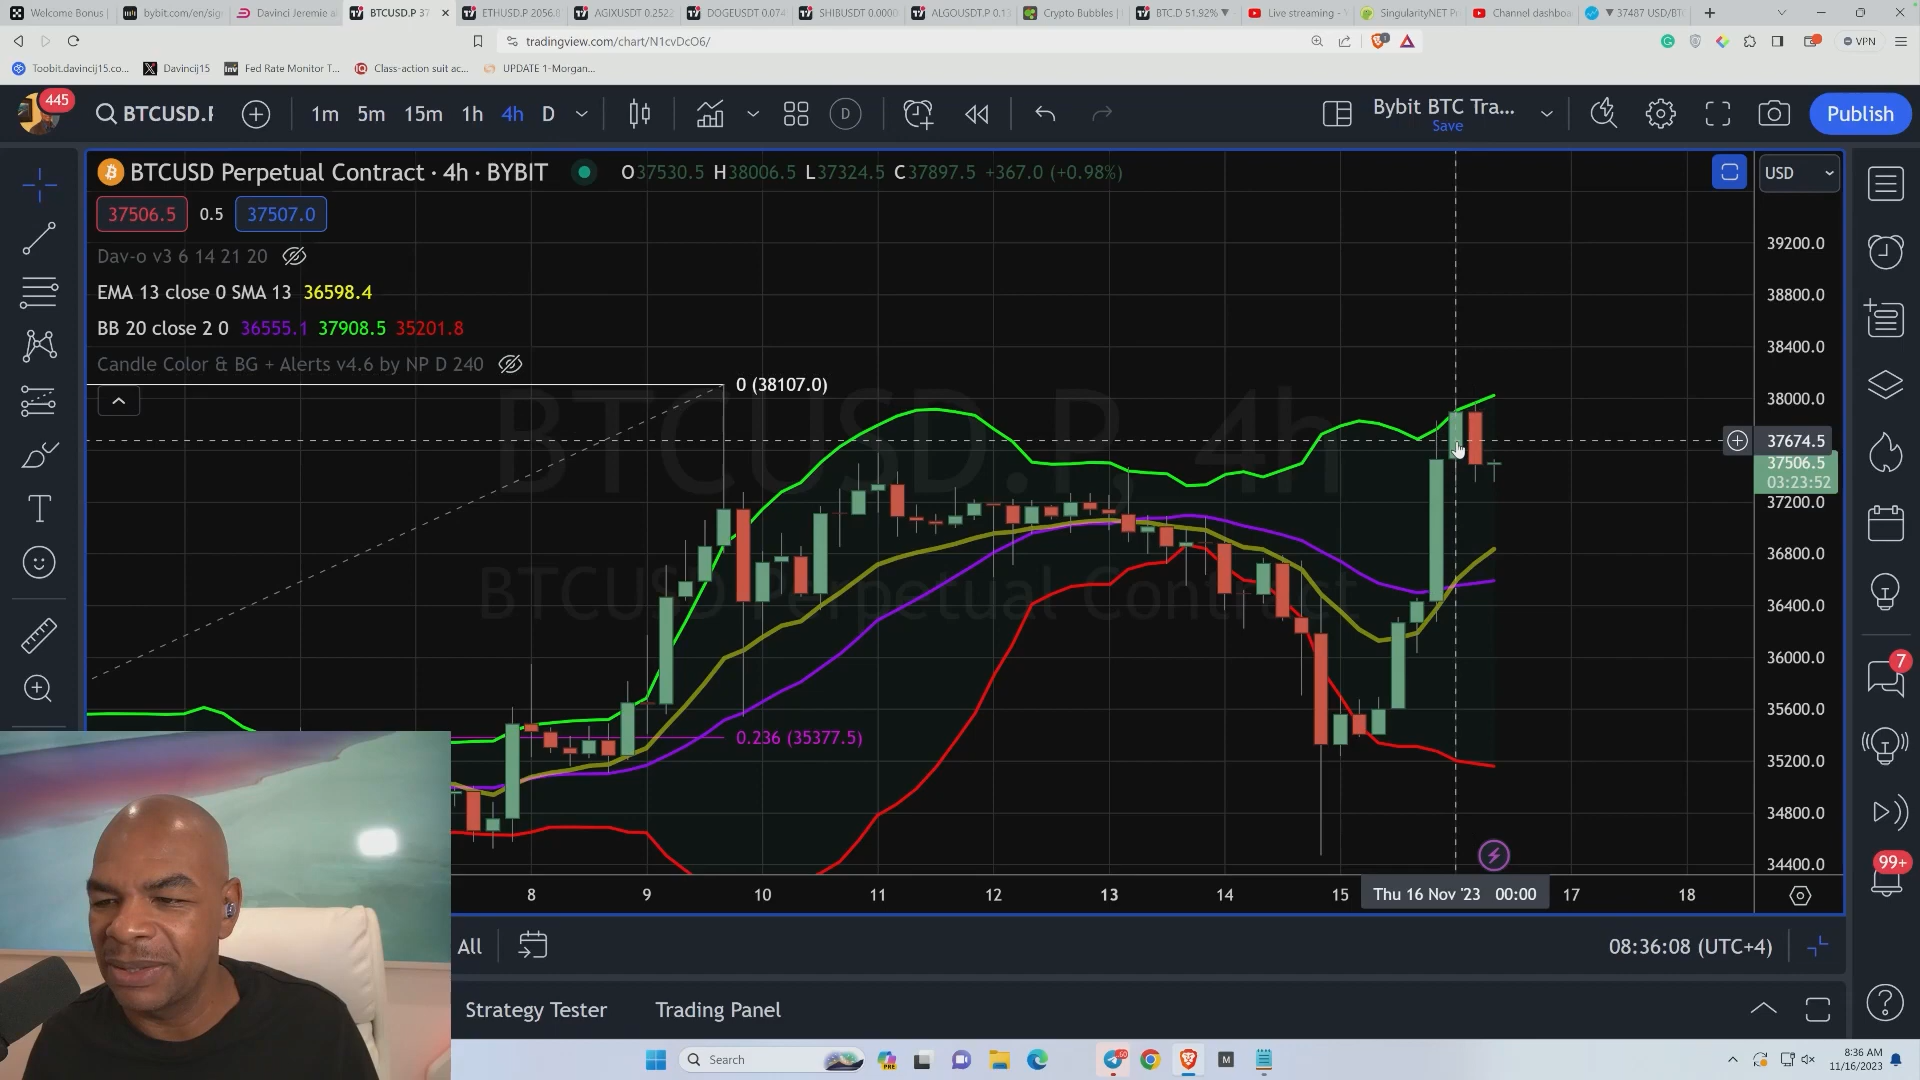 Welcome Bonus
bybit.com/en/sig
Davinci Jeremie
BTCUSD.P 37
ETHUSD.P 2056.
AGIXUSDT 0.252
DOGEUSDT 0.074
SHIBUSDT 0.000
ALGOUSDT.P 0.13
Crypto Bubbles |
BTC.D 51.92% ▼
Live streaming -
SingularityNET P
Channel dashboa
▼ 37487 USD/BT
tradingview.com/chart/N1cvDcO6/
VPN
Toobit.davincij15.co...
Davincij15
Fed Rate Monitor T...
Class-action suit ac...
UPDATE 1-Morgan...
445
BTCUSD.P
1m 5m 15m 1h 4h D
D
Bybit BTC Tra...
Save
Publish
BTCUSD Perpetual Contract · 4h · BYBIT
O37530.5 H38006.5 L37324.5 C37897.5 +367.0 (+0.98%)
USD
37506.5 0.5 37507.0
Dav-o v3 6 14 21 20
EMA 13 close 0 SMA 13 36598.4
BB 20 close 2 0 36555.1 37908.5 35201.8
Candle Color & BG + Alerts v4.6 by NP D 240
BTCUSD.P, 4h
BTCUSD Perpetual Contract
0 (38107.0)
0.236 (35377.5)
39200.0
38800.0
38400.0
38000.0
37674.5
37506.5
03:23:52
37200.0
36800.0
36400.0
36000.0
35600.0
35200.0
34800.0
34400.0
7
99+
8 9 10 11 12 13 14 15 Thu 16 Nov '23 00:00 17 18
All
08:36:08 (UTC+4)
Strategy Tester
Trading Panel
Search
PRE
M
8:36 AM
11/16/2023